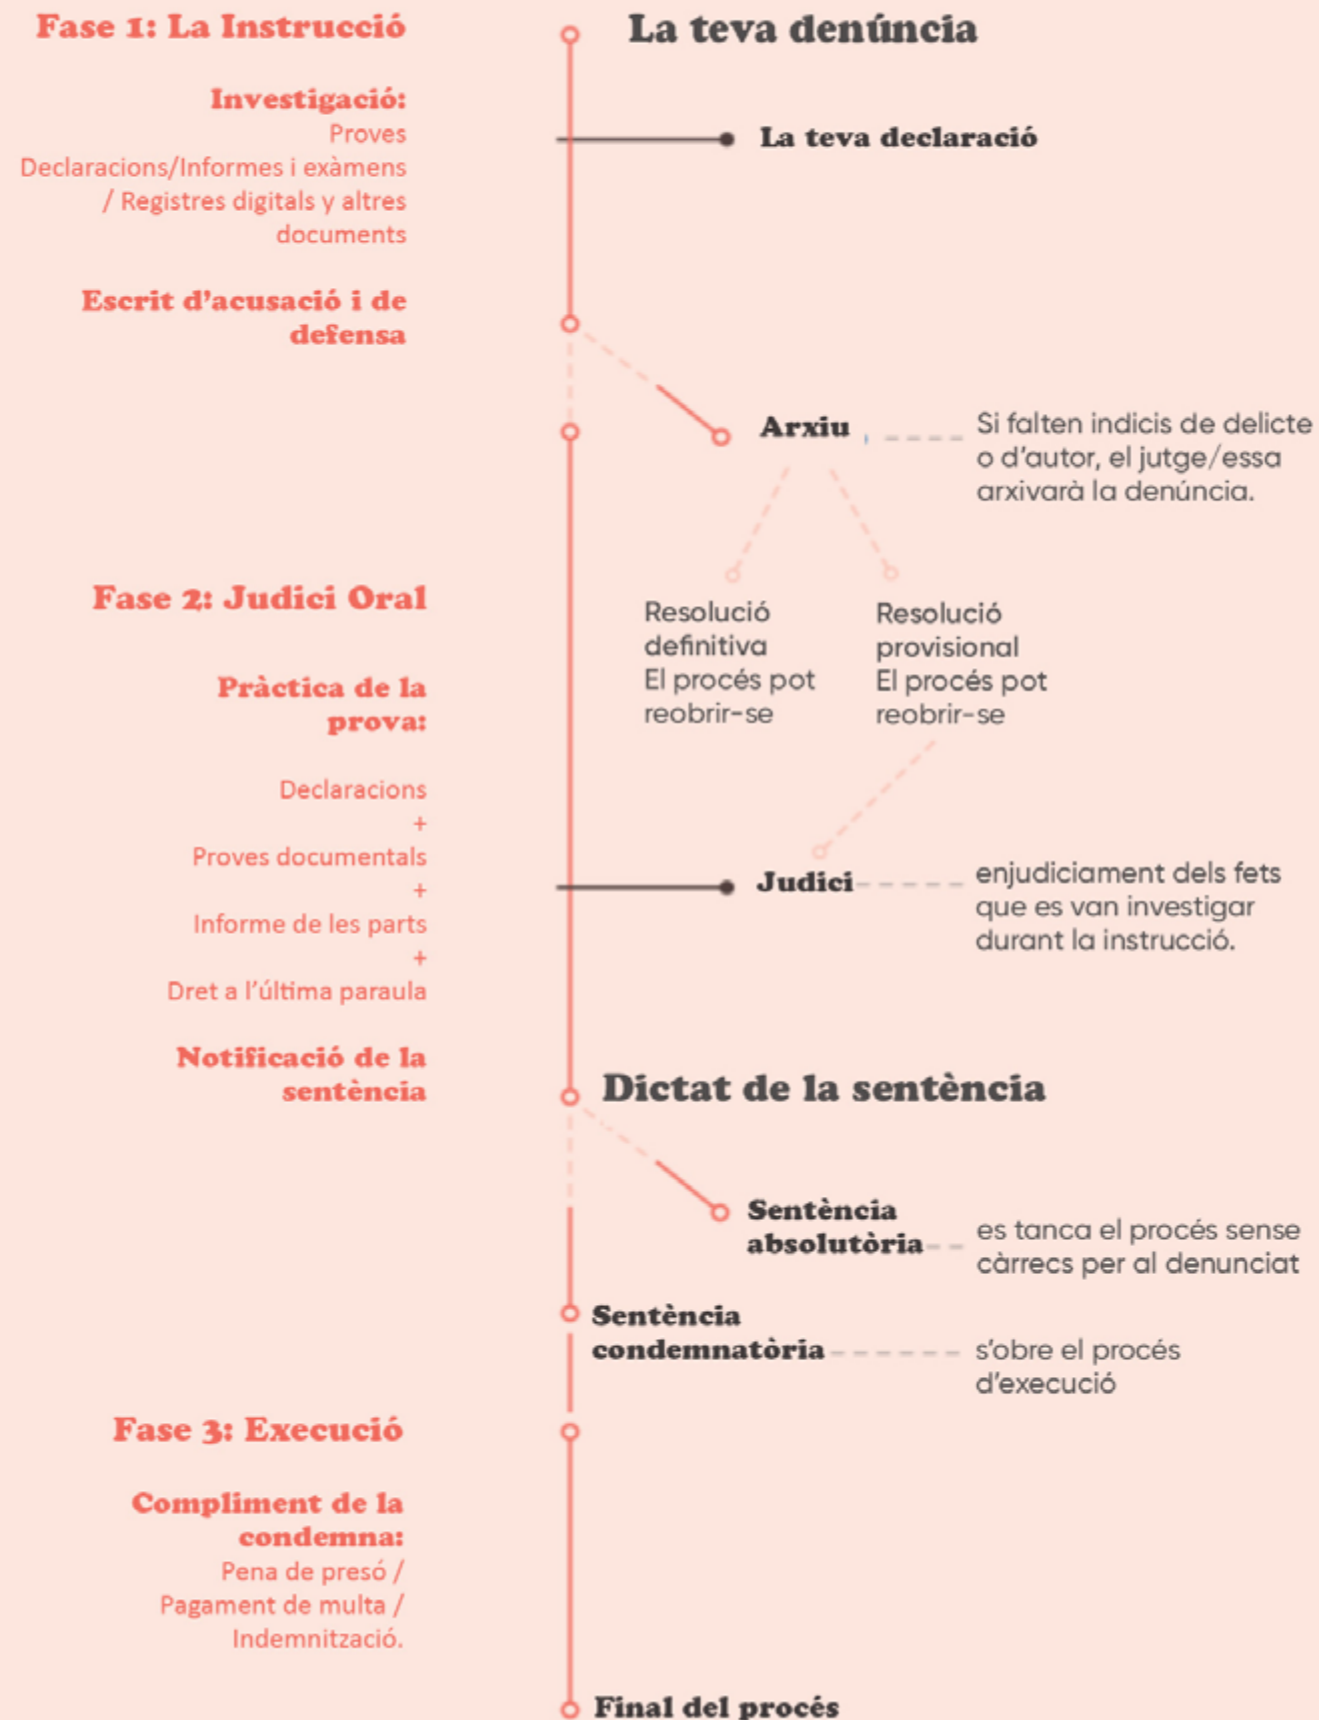 Fase 1: La Instrucció
La teva denúncia
Investigació:
Proves
Declaracions/Informes i exàmens
/ Registres digitals y altres
documents
La teva declaració
Escrit d'acusació i de
defensa
Arxiu
Si falten indicis de delicte
o d'autor, el jutge/essa
arxivarà la denúncia.
Resolució
definitiva
El procés pot
reobrir-se
Resolució
provisional
El procés pot
reobrir-se
Fase 2: Judici Oral
Pràctica de la
prova:
Declaracions
+
Proves documentals
+
Informe de les parts
+
Dret a l'última paraula
Judici
enjudiciament dels fets
que es van investigar
durant la instrucció.
Notificació de la
sentència
Dictat de la sentència
Sentència
absolutòria
es tanca el procés sense
càrrecs per al denunciat
Sentència
condemnatòria
s'obre el procés
d'execució
Fase 3: Execució
Compliment de la
condemna:
Pena de presó /
Pagament de multa /
Indemnització.
Final del procés